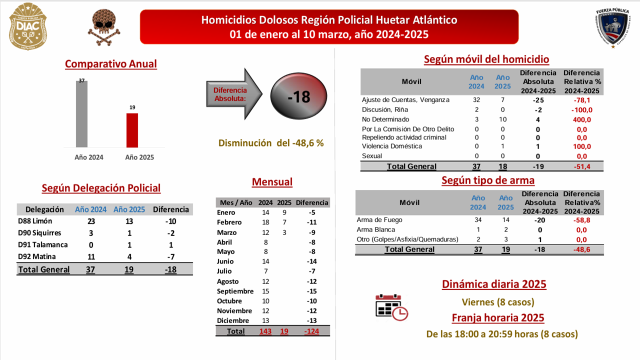 DIAC
FUERZA PÚBLICA
Homicidios Dolosos Región Policial Huetar Atlántico
01 de enero al 10 marzo, año 2024-2025
Comparativo Anual
37
19
Año 2024 Año 2025
Diferencia
Absoluta:
-18
Disminución del -48,6 %
Según móvil del homicidio
Móvil Año 2024 Año 2025 Diferencia Absoluta 2024-2025 Diferencia Relativa % 2024-2025
Ajuste de Cuentas, Venganza 32 7 -25 -78,1
Discusión, Riña 2 0 -2 -100,0
No Determinado 3 10 4 400,0
Por La Comisión De Otro Delito 0 0 0 0,0
Repeliendo actividad criminal 0 0 0 0,0
Violencia Doméstica 0 1 1 100,0
Sexual 0 0 0 0,0
Total General 37 18 -19 -51,4
Según Delegación Policial
Delegación Año 2024 Año 2025 Diferencia
D88 Limón 23 13 -10
D90 Siquirres 3 1 -2
D91 Talamanca 0 1 1
D92 Matina 11 4 -7
Total General 37 19 -18
Mensual
Mes / Año 2024 2025 Diferencia
Enero 14 9 -5
Febrero 18 7 -11
Marzo 12 3 -9
Abril 8 -8
Mayo 8 -8
Junio 14 -14
Julio 7 -7
Agosto 12 -12
Septiembre 15 -15
Octubre 10 -10
Noviembre 12 -12
Diciembre 13 -13
Total 143 19 -124
Según tipo de arma
Móvil Año 2024 Año 2025 Diferencia Absoluta 2024-2025 Diferencia Relativa% 2024-2025
Arma de Fuego 34 14 -20 -58,8
Arma Blanca 1 2 0 0,0
Otro (Golpes/Asfixia/Quemaduras) 2 3 1 0,0
Total General 37 19 -18 -48,6
Dinámica diaria 2025
Viernes (8 casos)
Franja horaria 2025
De las 18:00 a 20:59 horas (8 casos)